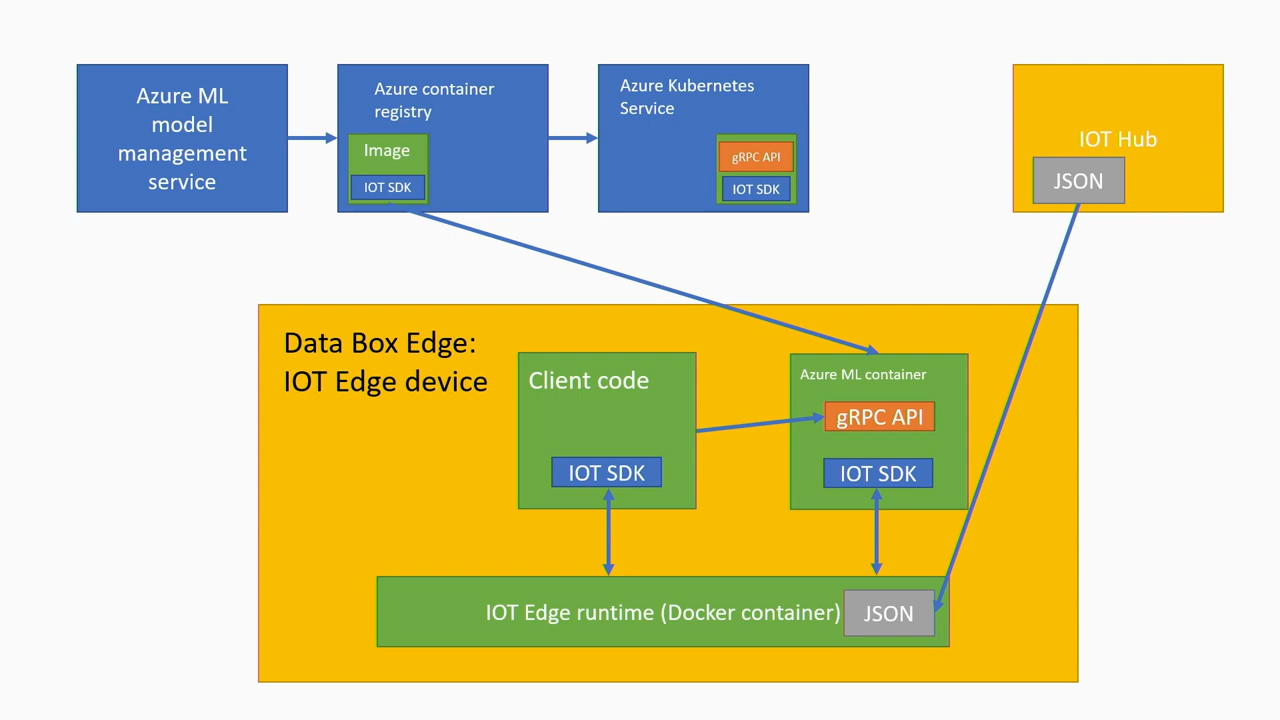 Azure ML
model
management
service
Azure container
registry
Image
IOT SDK
Azure Kubernetes
Service
gRPC API
IOT SDK
IOT Hub
JSON
Data Box Edge:
IOT Edge device
Client code
IOT SDK
Azure ML container
gRPC API
IOT SDK
IOT Edge runtime (Docker container)
JSON